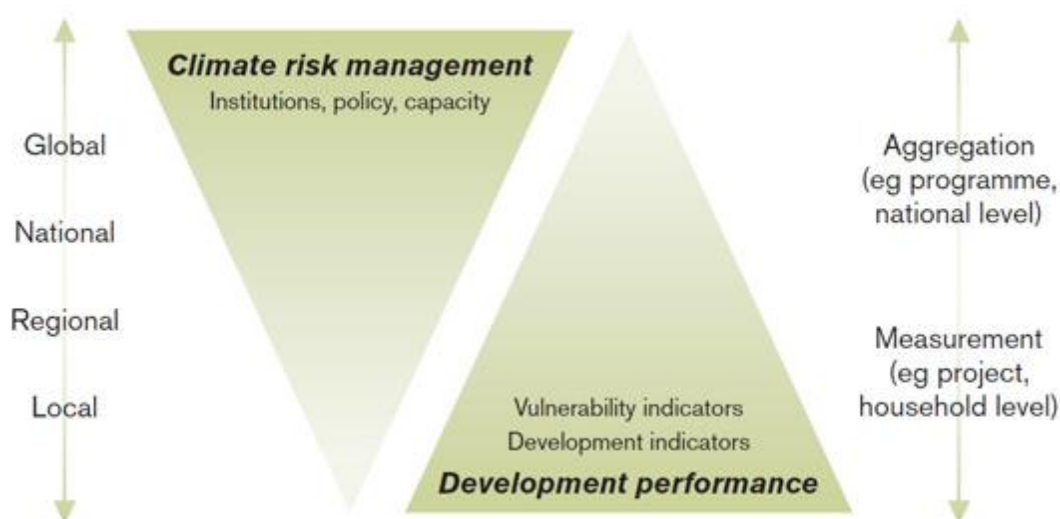 Climate risk management
Institutions, policy, capacity
Global
National
Regional
Local
Aggregation
(eg programme,
national level)
Measurement
(eg project,
household level)
Vulnerability indicators
Development indicators
Development performance